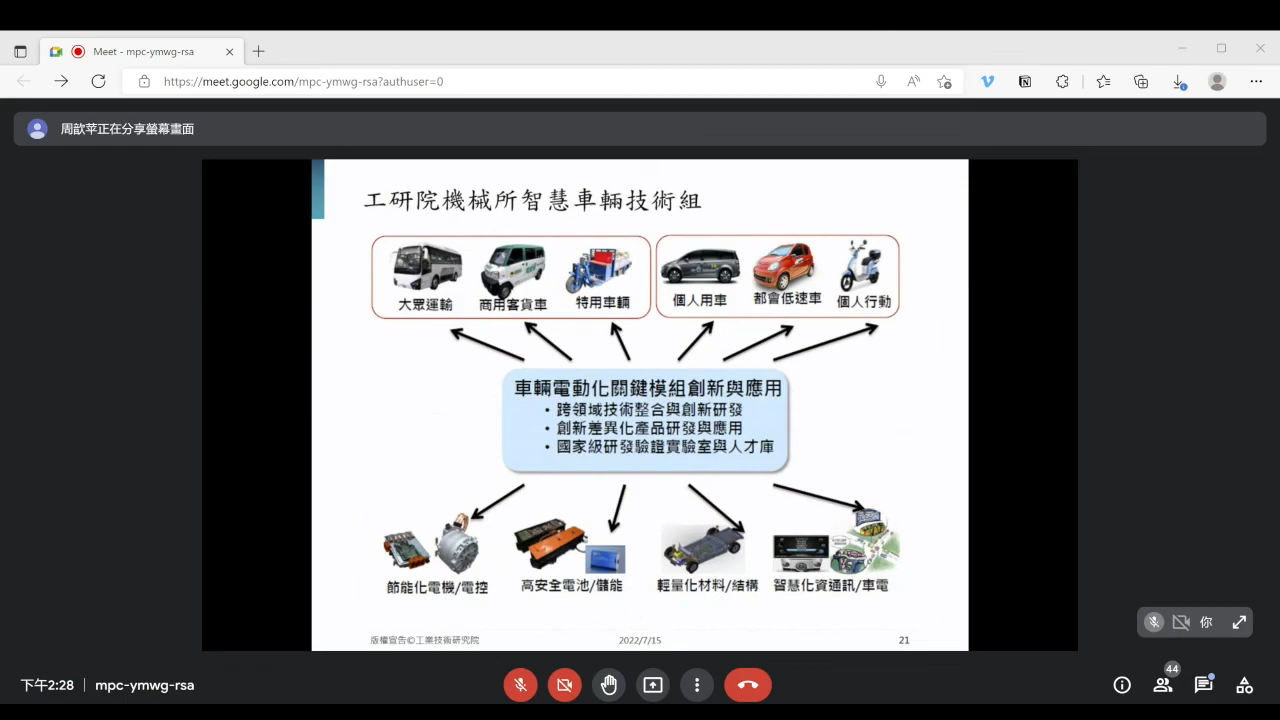 Meet - mpc-ymwg-rsa
https://meet.google.com/mpc-ymwg-rsa?authuser=0
周歆苹正在分享螢幕畫面
工研院機械所智慧車輛技術組
大眾運輸
商用客貨車
特用車輛
個人用車
都會低速車
個人行動
車輛電動化關鍵模組創新與應用
• 跨領域技術整合與創新研發
• 創新差異化產品研發與應用
• 國家級研發驗證實驗室與人才庫
節能化電機/電控
高安全電池/儲能
輕量化材料/結構
智慧化資通訊/車電
版權宣告©工業技術研究院
2022/7/15
21
你
下午2:28
mpc-ymwg-rsa
44